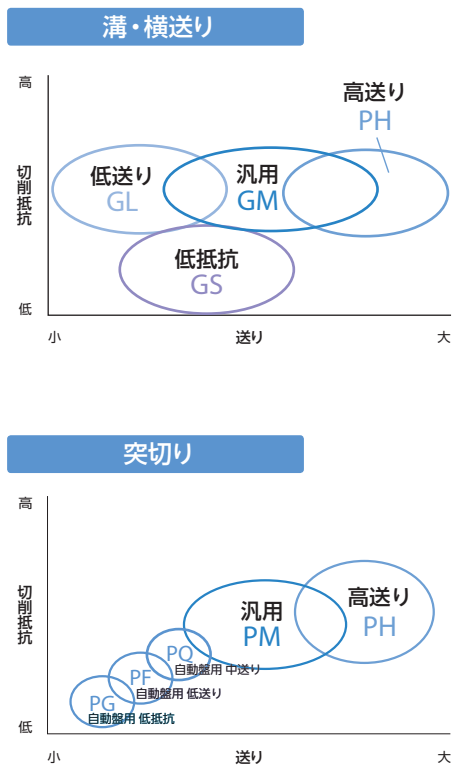 溝・横送り
高
高送り
PH
切削抵抗
低送り
GL
汎用
GM
低抵抗
GS
低
小
送り
大
突切り
高
切削抵抗
高送り
PH
汎用
PM
PQ
自動盤用 中送り
PF
自動盤用 低送り
PG
自動盤用 低抵抗
低
小
送り
大